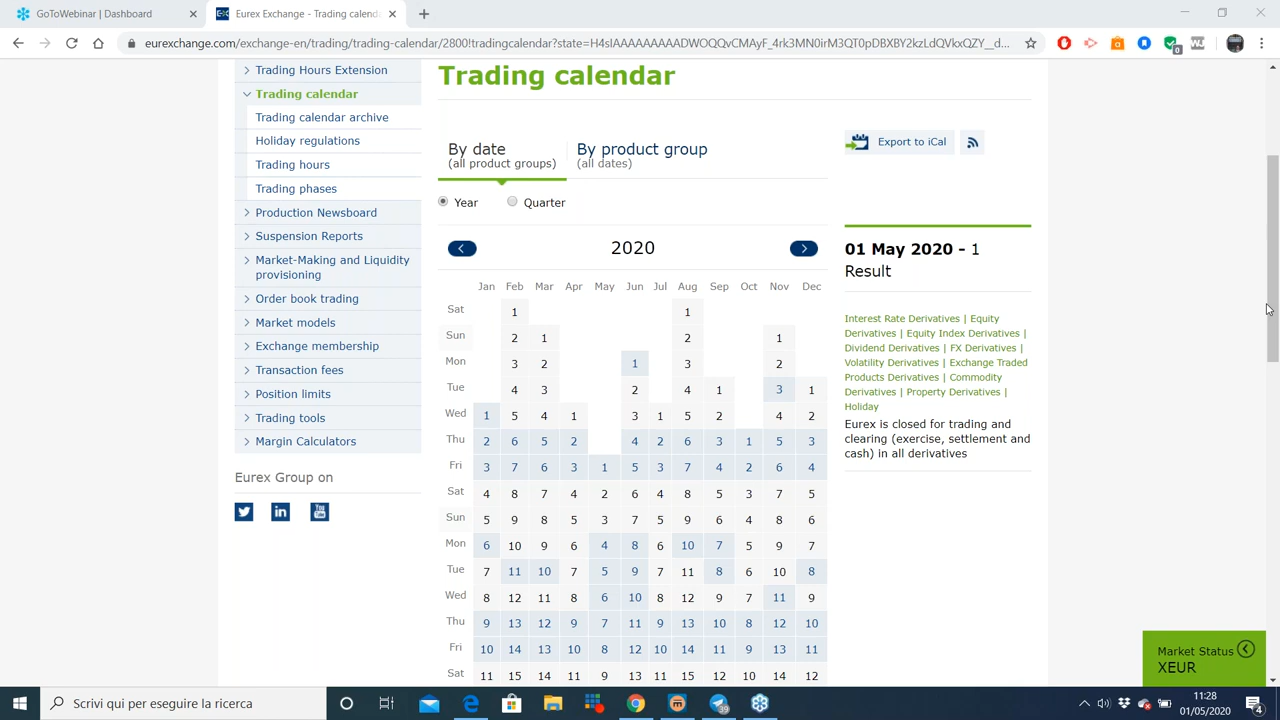 GoToWebinar | Dashboard
Eurex Exchange - Trading calenda
eurexchange.com/exchange-en/trading/trading-calendar/2800!tradingcalendar?state=H4sIAAAAAAAAADWOQQvCMAyF_4rk3MN0irM3QT0pDBXBY2kzLdQVkxQZY__d...
0
Trading Hours Extension
Trading calendar
Trading calendar archive
Holiday regulations
Trading hours
Trading phases
Production Newsboard
Suspension Reports
Market-Making and Liquidity
provisioning
Order book trading
Market models
Exchange membership
Transaction fees
Position limits
Trading tools
Margin Calculators
Eurex Group on
Trading calendar
By date
(all product groups)
By product group
(all dates)
Year Quarter
2020
Jan Feb Mar Apr May Jun Jul Aug Sep Oct Nov Dec
Sat 1 1
Sun 2 1 2 1
Mon 3 2 1 3 2
Tue 4 3 2 4 1 3 1
Wed 1 5 4 1 3 1 5 2 4 2
Thu 2 6 5 2 4 2 6 3 1 5 3
Fri 3 7 6 3 1 5 3 7 4 2 6 4
Sat 4 8 7 4 2 6 4 8 5 3 7 5
Sun 5 9 8 5 3 7 5 9 6 4 8 6
Mon 6 10 9 6 4 8 6 10 7 5 9 7
Tue 7 11 10 7 5 9 7 11 8 6 10 8
Wed 8 12 11 8 6 10 8 12 9 7 11 9
Thu 9 13 12 9 7 11 9 13 10 8 12 10
Fri 10 14 13 10 8 12 10 14 11 9 13 11
Sat 11 15 14 11 9 13 11 15 12 10 14 12
Export to iCal
01 May 2020 - 1
Result
Interest Rate Derivatives | Equity
Derivatives | Equity Index Derivatives |
Dividend Derivatives | FX Derivatives |
Volatility Derivatives | Exchange Traded
Products Derivatives | Commodity
Derivatives | Property Derivatives |
Holiday
Eurex is closed for trading and
clearing (exercise, settlement and
cash) in all derivatives
Market Status
XEUR
Scrivi qui per eseguire la ricerca
11:28
01/05/2020
4